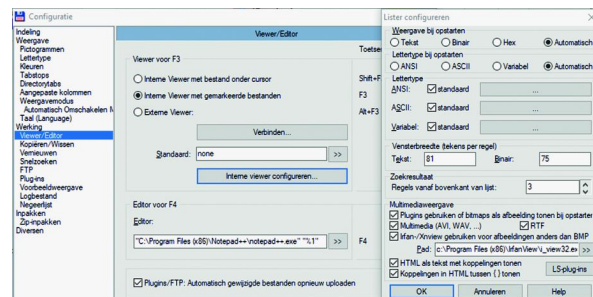 Configuratie
Indeling
Weergave
Pictogrammen
Lettertype
Kleuren
Tabstops
Directorytabs
Aangepaste kolommen
Weergavemodus
Automatisch Omschakelen M
Taal (Language)
Werking
Viewer/Editor
Kopiëren/Wissen
Vernieuwen
Snelzoeken
FTP
Plug-ins
Voorbeeldweergave
Logbestand
Negeerlijst
Inpakken
Zip-inpakken
Diversen
Viewer/Editor
Toetsen
Viewer voor F3
Interne Viewer met bestand onder cursor
Shift+F
Interne Viewer met gemarkeerde bestanden
F3
Externe Viewer:
Alt+F3
Verbinden...
Standaard:
none
>>
Interne viewer configureren...
Editor voor F4
Editor:
"C:\Program Files (x86)\Notepad++\notepad++.exe" "%1"
>>
F4
Plugins/FTP: Automatisch gewijzigde bestanden opnieuw uploaden
Lister configureren
Weergave bij opstarten
Tekst
Binair
Hex
Automatisch
Lettertype bij opstarten
ANSI
ASCII
Variabel
Automatisch
Lettertype
ANSI:
standaard
...
ASCII:
standaard
...
Variabel:
standaard
...
Vensterbreedte (tekens per regel)
Tekst:
81
Binair:
75
Zoekresultaat
Regels vanaf bovenkant van lijst:
3
Multimediaweergave
Plugins gebruiken of bitmaps als afbeelding tonen bij opstarten
Multimedia (AVI, WAV, ...)
RTF
Irfan-/Xnview gebruiken voor afbeeldingen anders dan BMP
Pad:
c:\Program Files (x86)\IrfanView\i_view32.ex
>>
HTML als tekst met koppelingen tonen
Koppelingen in HTML tussen { } tonen
LS-plug-ins
OK
Annuleren
Help